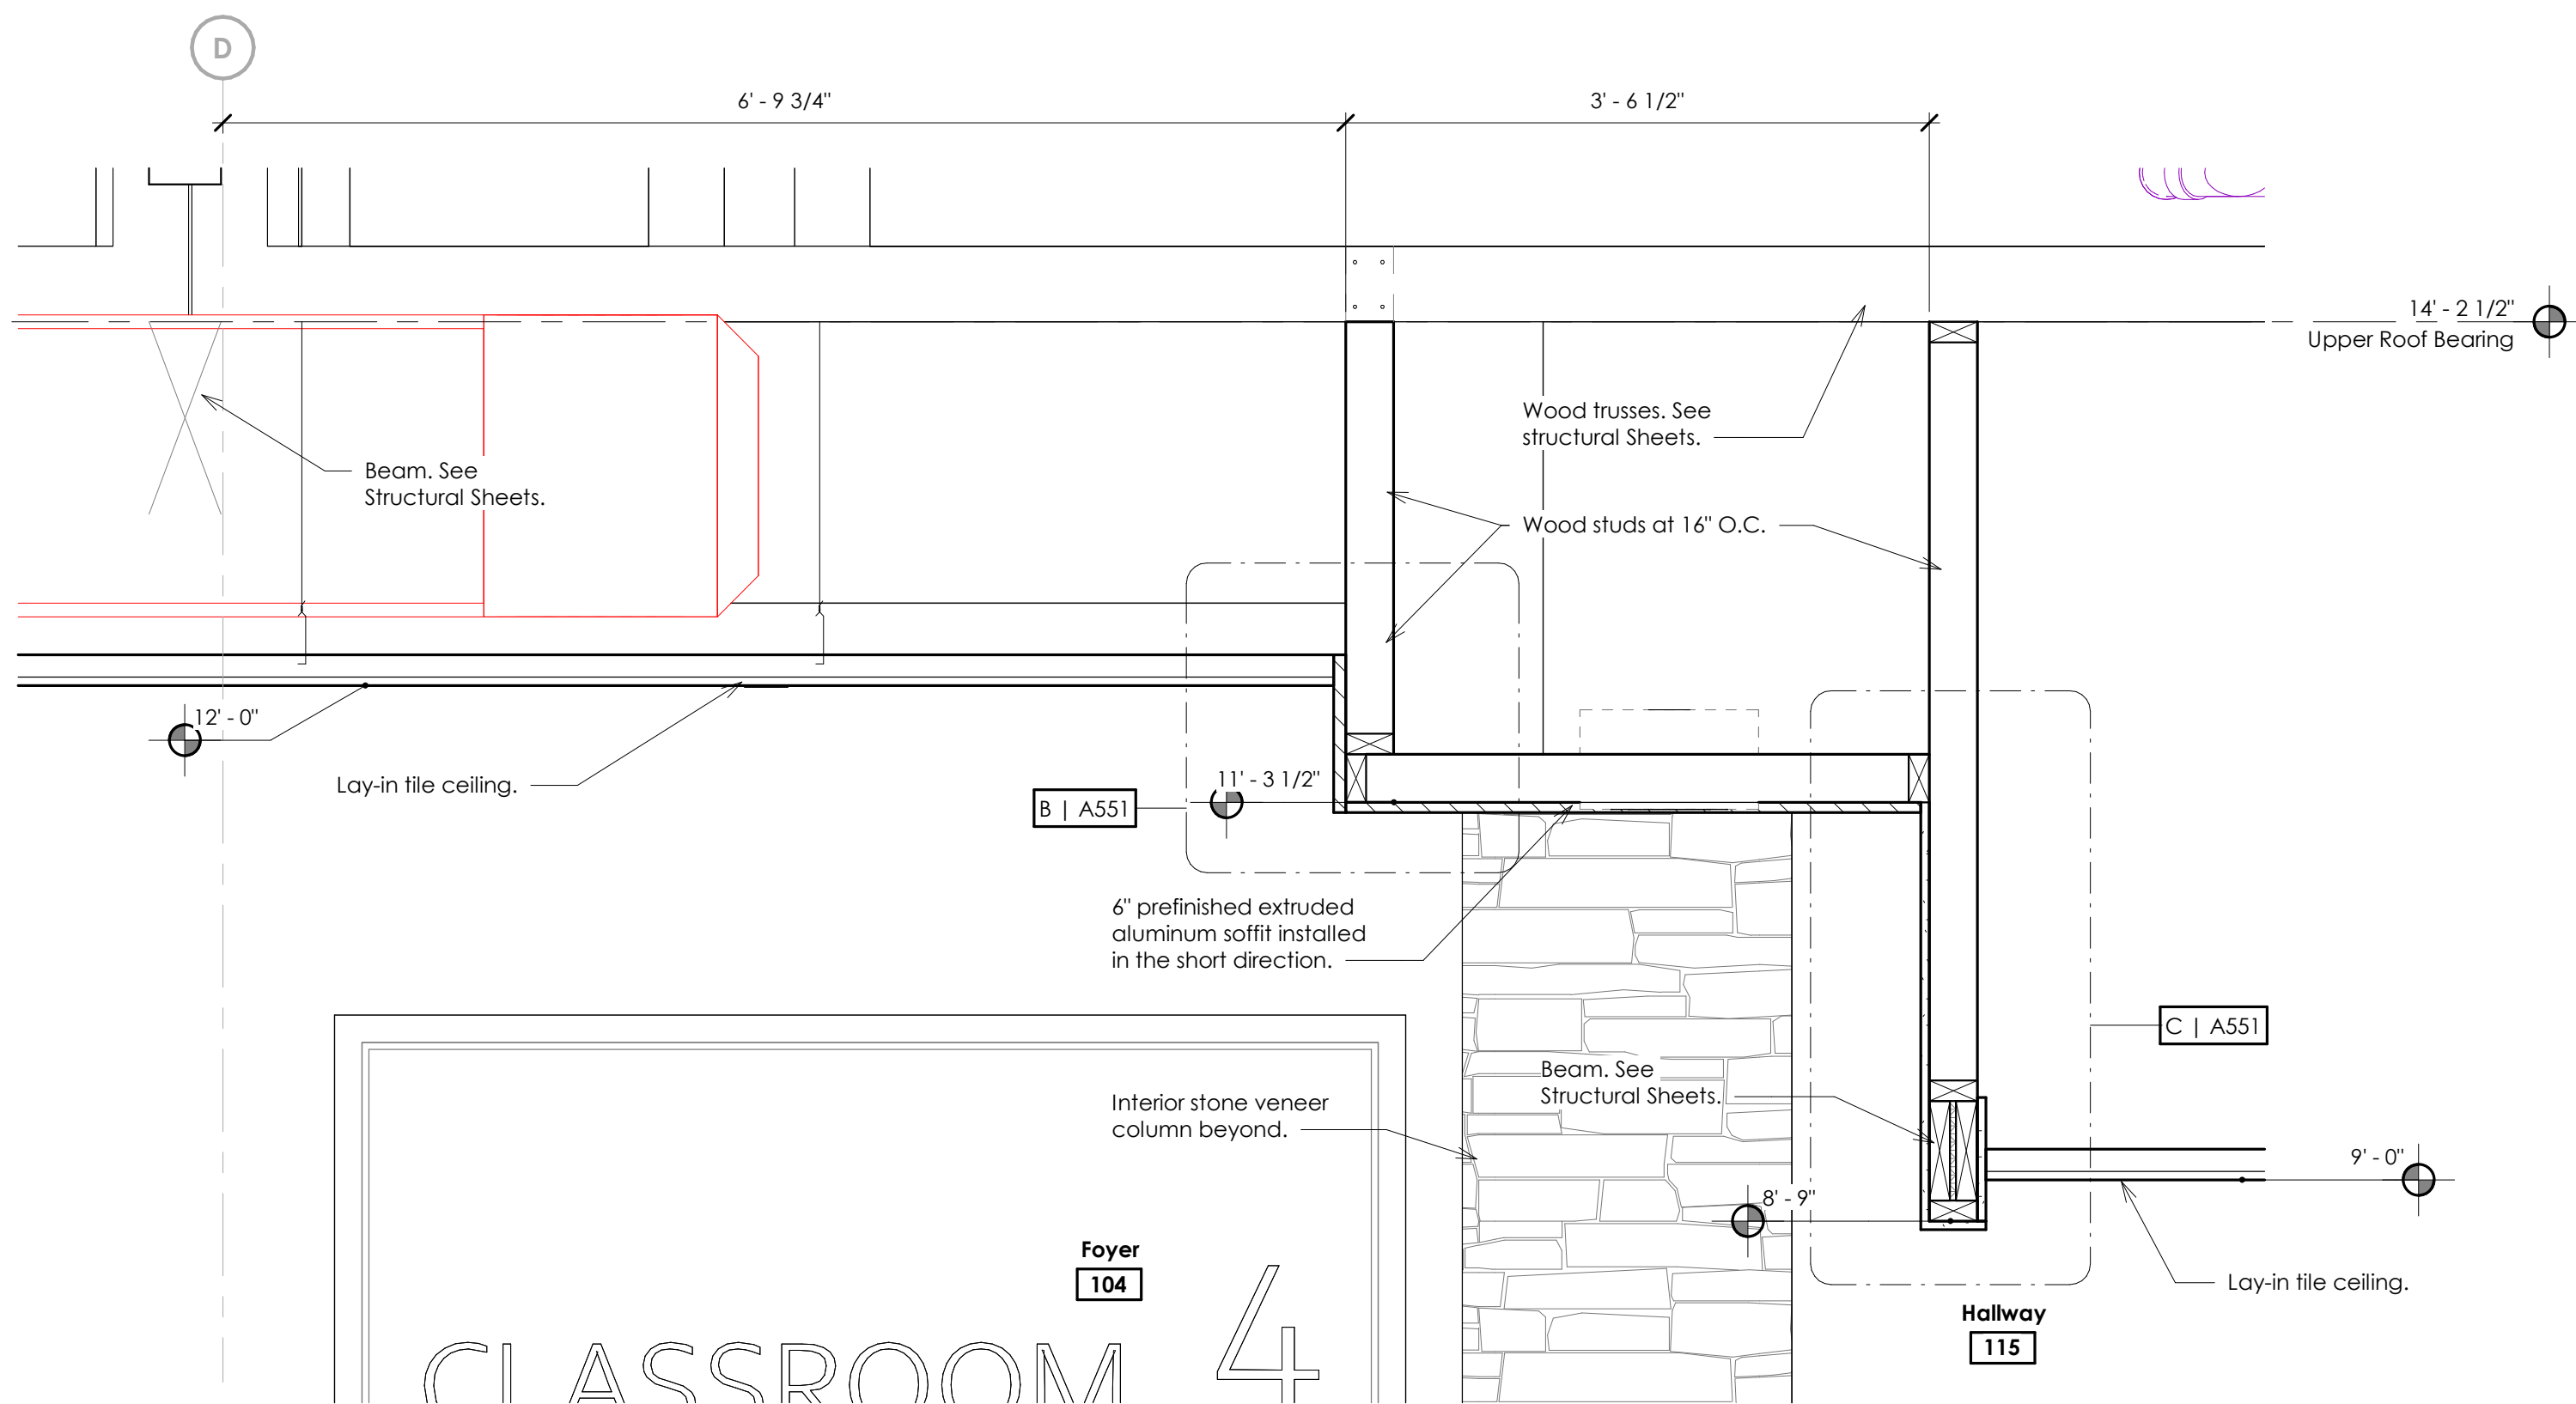 D
6' - 9 3/4"
3' - 6 1/2"
14' - 2 1/2"
Upper Roof Bearing
Wood trusses. See
structural Sheets.
Beam. See
Structural Sheets.
Wood studs at 16" O.C.
12' - 0"
Lay-in tile ceiling.
11' - 3 1/2"
B | A551
6" prefinished extruded
aluminum soffit installed
in the short direction.
C | A551
Beam. See
Structural Sheets.
Interior stone veneer
column beyond.
9' - 0"
8' - 9"
Foyer
104
Lay-in tile ceiling.
Hallway
115
CLASSROOM 4